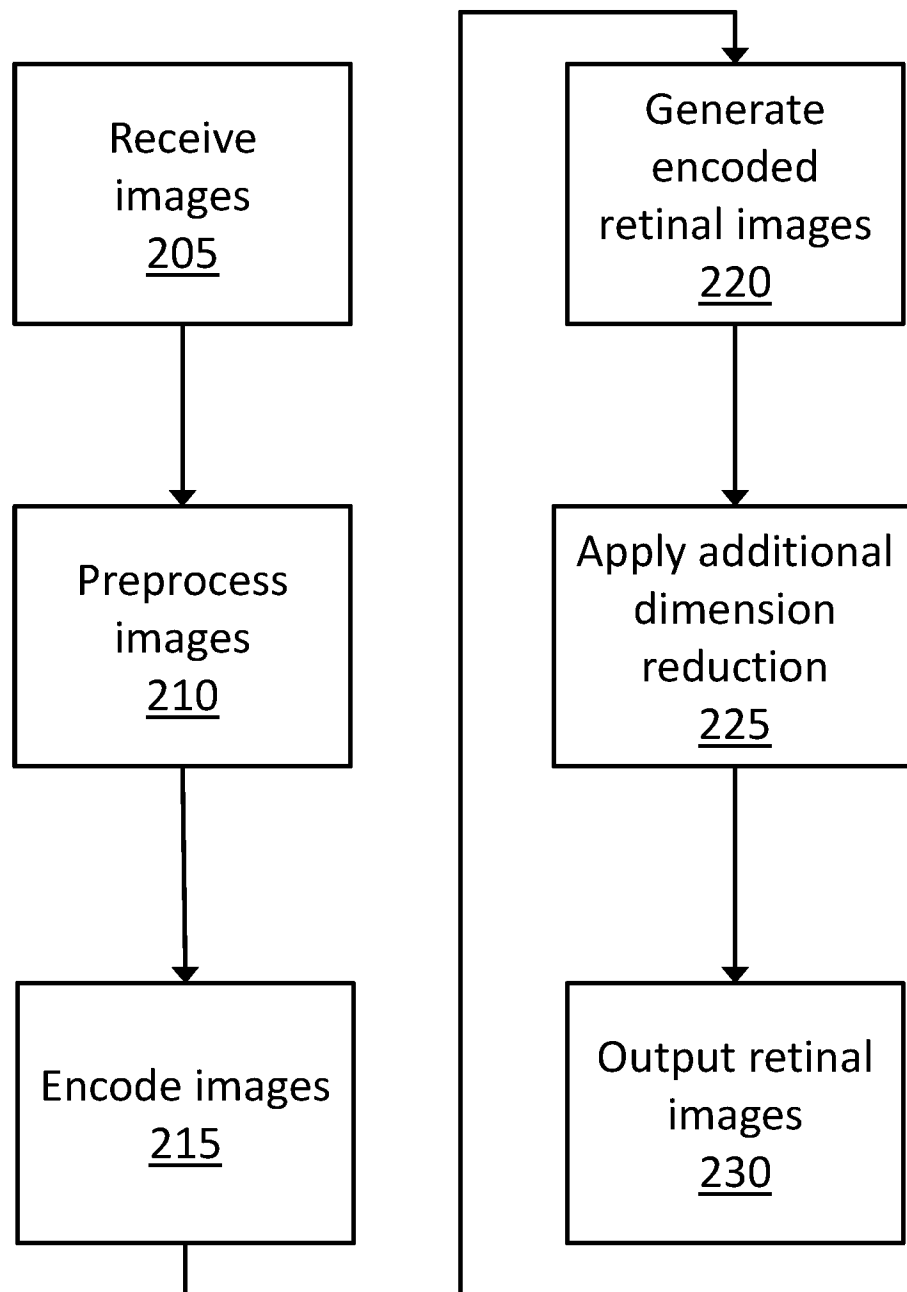 Receive
images
205
Preprocess
images
210
Encode images
215
Generate
encoded
retinal images
220
Apply additional
dimension
reduction
225
Output retinal
images
230